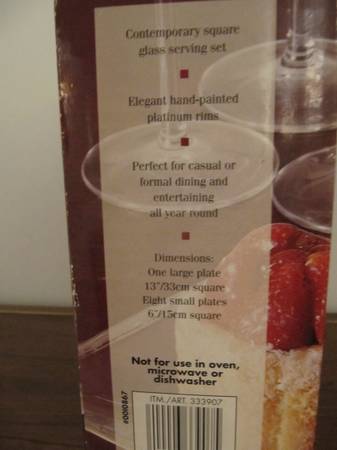 Contemporary square
glass serving set
Elegant hand-painted
platinum rims
Perfect for casual or
formal dining and
entertaining
all year round
Dimensions:
One large plate
13"/33cm square
Eight small plates
6"/15cm square
Not for use in oven,
microwave or
dishwasher
ITM./ART. 333907
#0010867